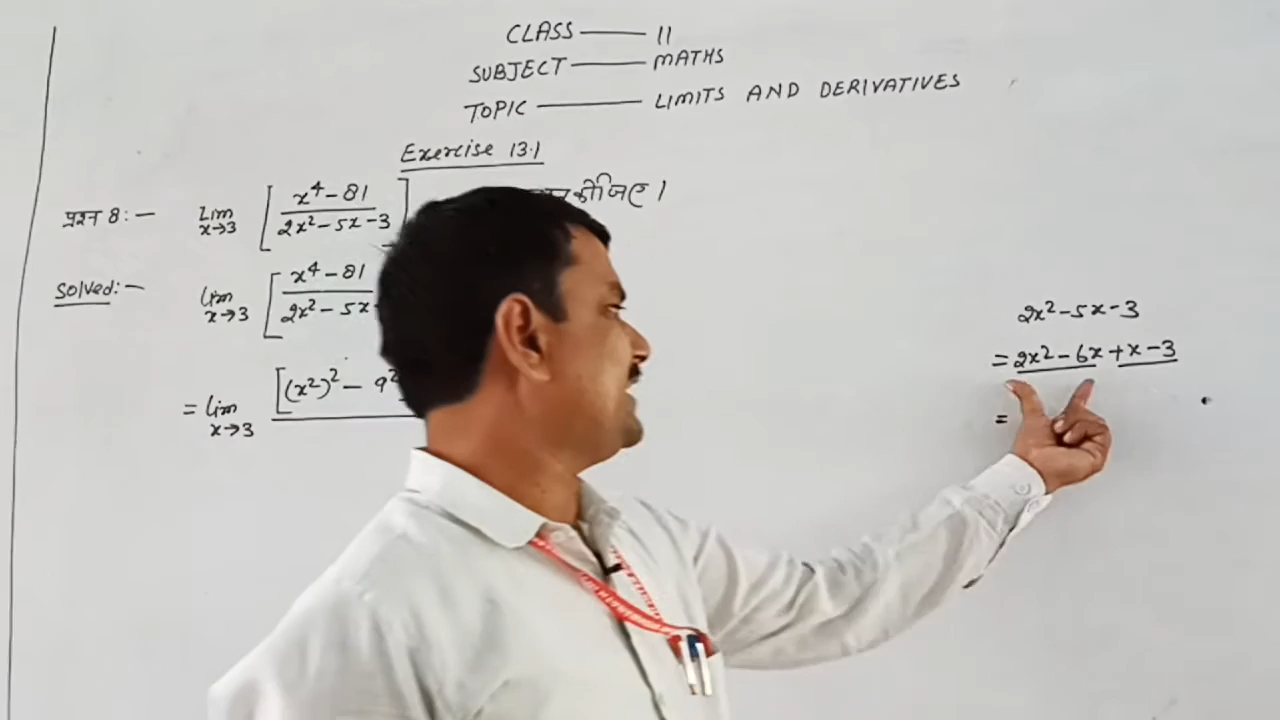 CLASS —— 11
SUBJECT —— MATHS
TOPIC —— LIMITS AND DERIVATIVES
Exercise 13.1
प्रश्न 8:— Lim x→3 [x⁴ - 81 / 2x² - 5x - 3] कीजिए।
Solved:— Lim x→3 [x⁴ - 81 / 2x² - 5x
= Lim x→3 [(x²)² - 9²
2x² - 5x - 3
= 2x² - 6x + x - 3
=